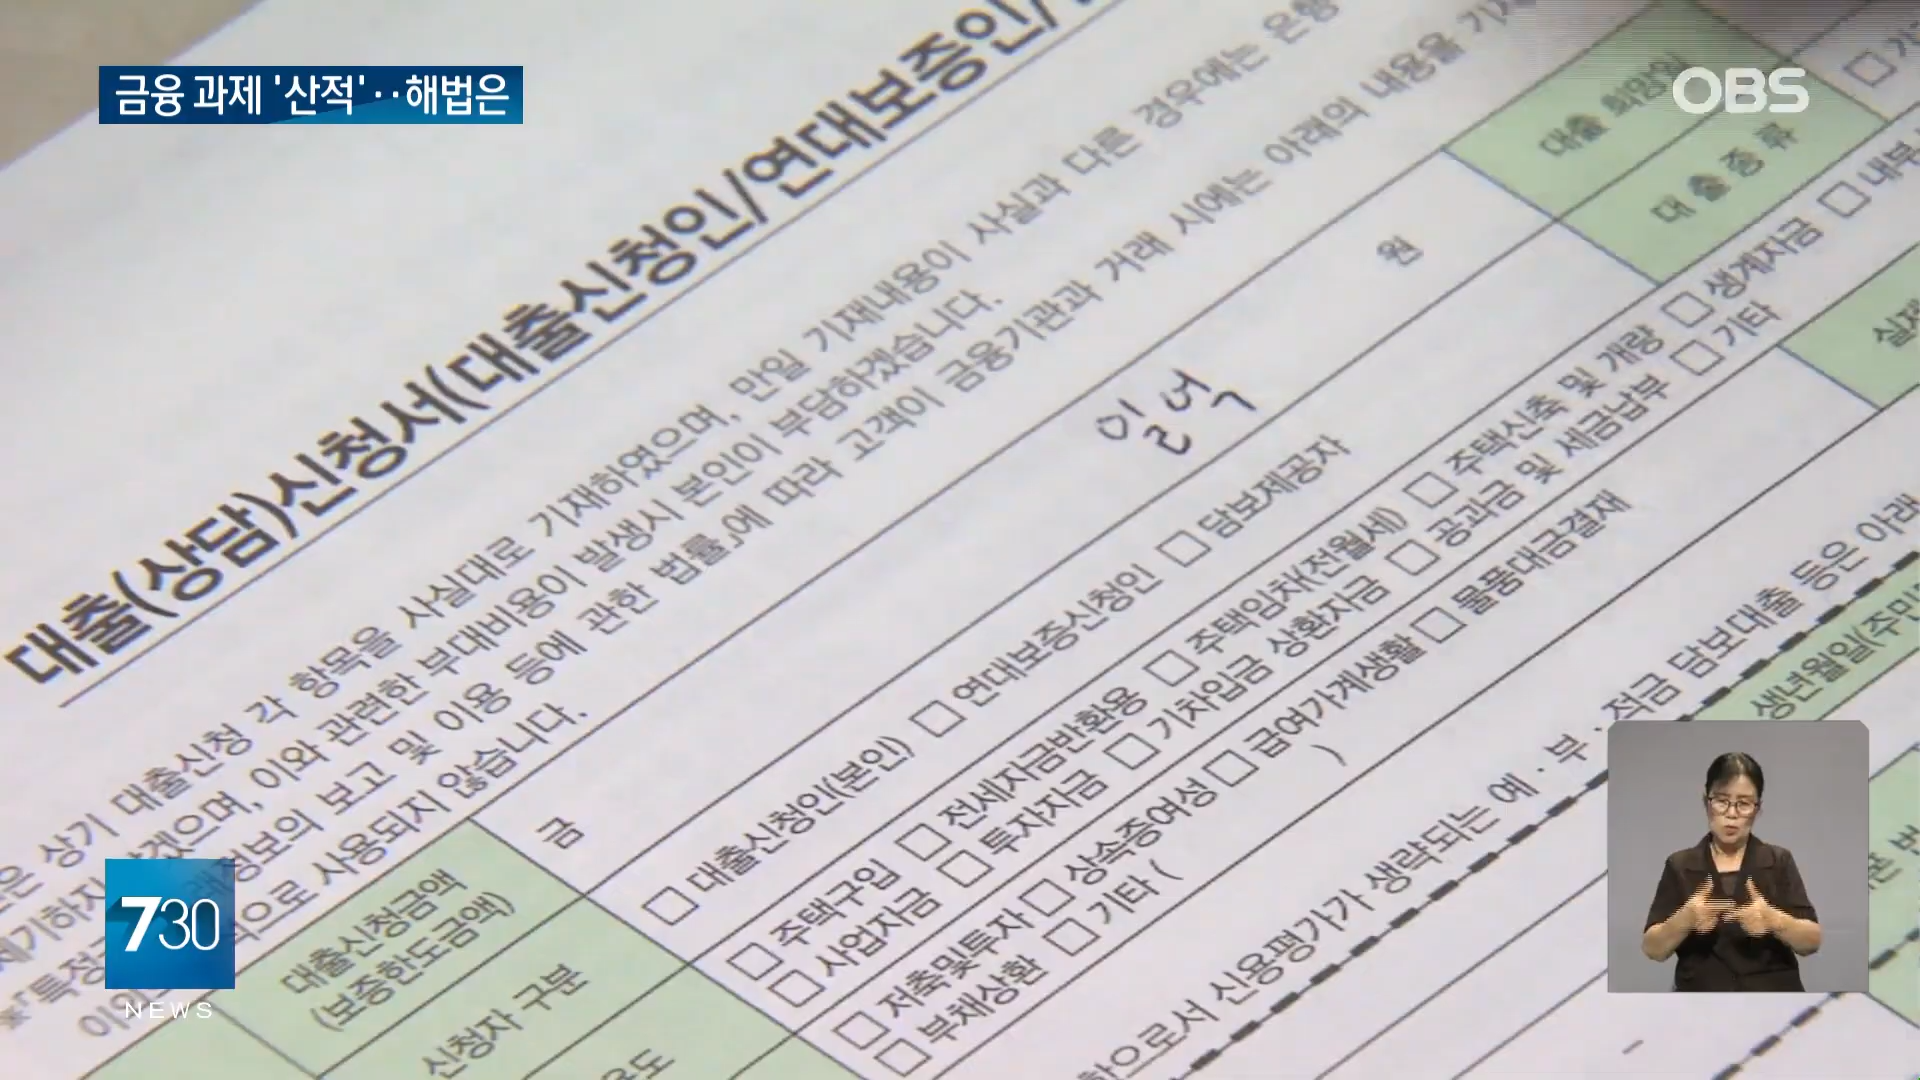 금융 과제 '산적'··해법은
OBS
대출(상담)신청서(대출신청인/연대보증인/
은 상기 대출신청 각 항목을 사실대로 기재하였으며, 만일 기재내용이 사실과 다른 경우에는 은행
겠으며, 이와 관련한 부대비용이 발생시 본인이 부담하겠습니다.
래정보의 보고 및 이용 등에 관한 법률」에 따라 고객이 금융기관과 거래 시에는 아래의 내용을
으로 사용되지 않습니다.
대출신청금액
(보증한도금액)
금
일억
원
대출 희망일
대출종류
신청자 구분
□ 대출신청인(본인) □ 연대보증신청인 □ 담보제공자
□ 주택구입 □ 전세자금반환용 □ 주택임차(전월세) □ 주택신축 및 개량 □ 생계자금 □ 내부
□ 사업자금 □ 투자자금 □ 기차입금 상환자금 □ 공과금 및 세금납부 □ 기타
□ 저축및투자 □ 상속증여성 □ 급여가계생활 □ 물품대금결재
□ 부채상환 □ 기타 ( )
으로서 신용평가가 생략되는 예·부·적금 담보대출 등은 아래
실제
생년월일(주민
730
NEWS